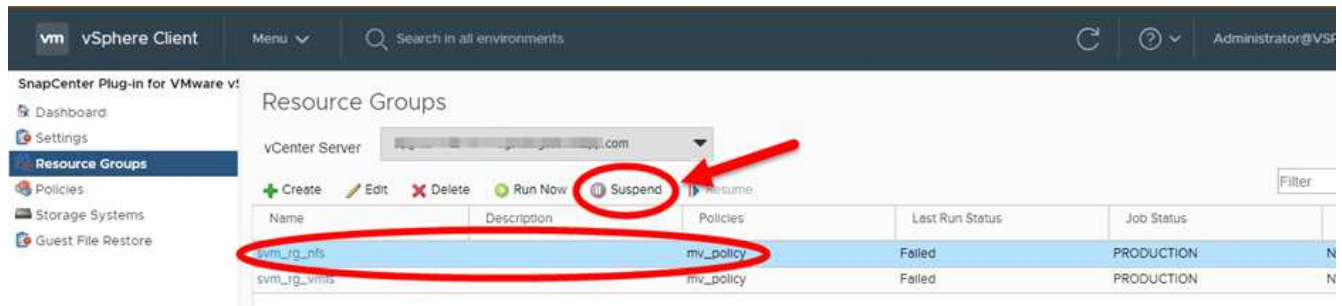 vm vSphere Client Menu Search in all environments Administrator@VSP
SnapCenter Plug-in for VMware vS
Dashboard
Settings
Resource Groups
Policies
Storage Systems
Guest File Restore
Resource Groups
vCenter Server .com
Create Edit Delete Run Now Suspend Resume
Filter
Name Description Policies Last Run Status Job Status
svm_rg_nfs mv_policy Failed PRODUCTION N
svm_rg_vmfs mv_policy Failed PRODUCTION N